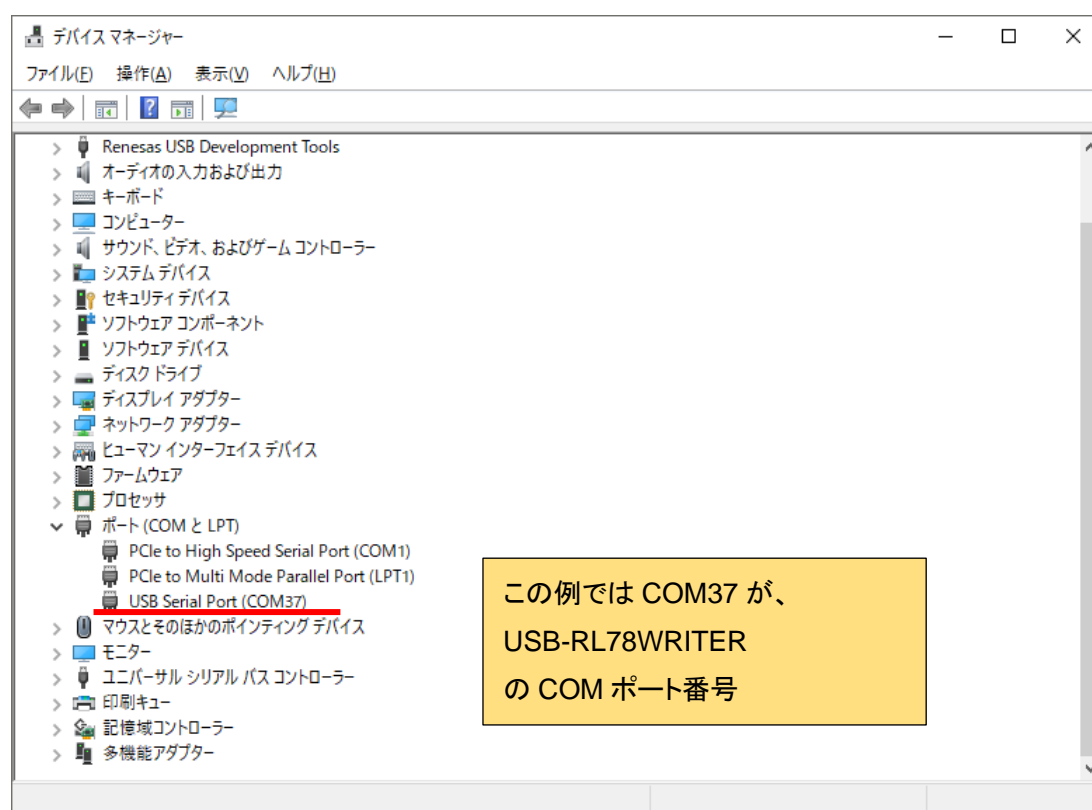 デバイス マネージャー
ファイル(F) 操作(A) 表示(V) ヘルプ(H)
Renesas USB Development Tools
オーディオの入力および出力
キーボード
コンピューター
サウンド、ビデオ、およびゲーム コントローラー
システム デバイス
セキュリティ デバイス
ソフトウェア コンポーネント
ソフトウェア デバイス
ディスク ドライブ
ディスプレイ アダプター
ネットワーク アダプター
ヒューマン インターフェイス デバイス
ファームウェア
プロセッサ
ポート (COM と LPT)
PCIe to High Speed Serial Port (COM1)
PCIe to Multi Mode Parallel Port (LPT1)
USB Serial Port (COM37)
マウスとそのほかのポインティング デバイス
モニター
ユニバーサル シリアル バス コントローラー
印刷キュー
記憶域コントローラー
多機能アダプター
この例では COM37 が、
USB-RL78WRITER
の COM ポート番号